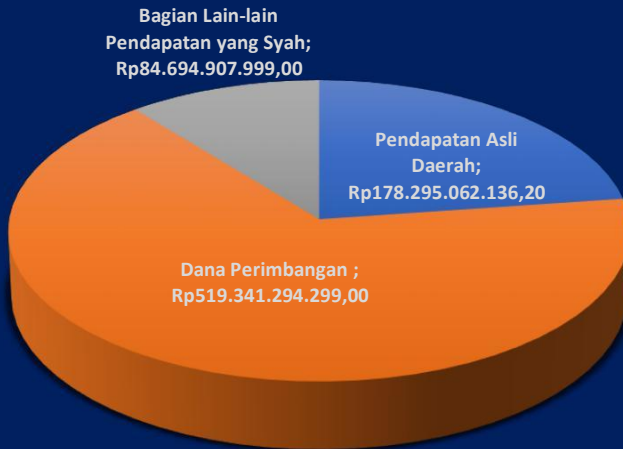 Bagian Lain-lain
Pendapatan yang Syah;
Rp84.694.907.999,00
Pendapatan Asli
Daerah;
Rp178.295.062.136,20
Dana Perimbangan ;
Rp519.341.294.299,00